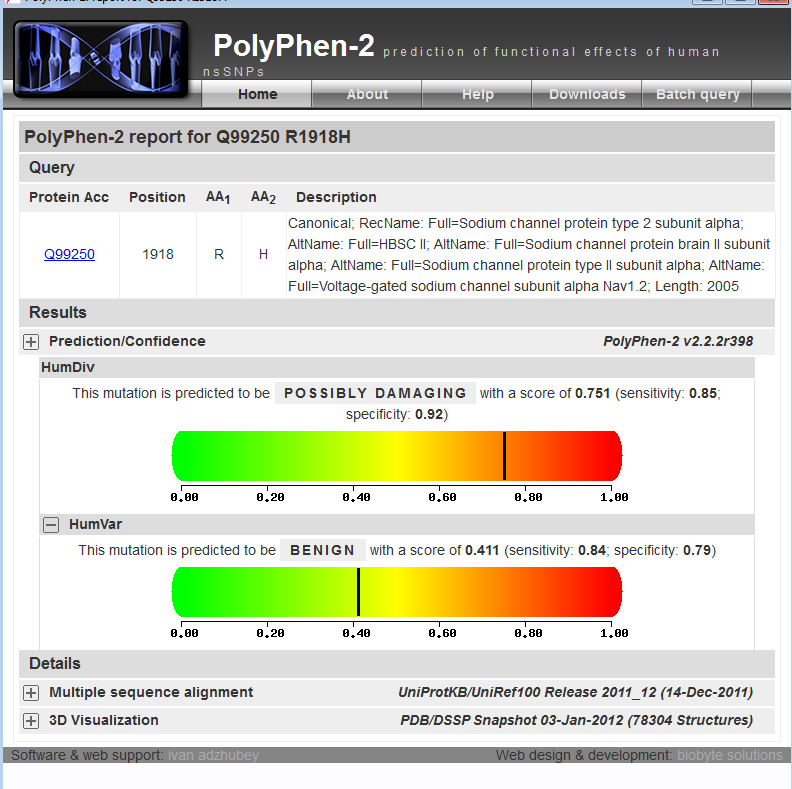 PolyPhen-2 prediction of functional effects of human
nsSNPs
Home About Help Downloads Batch query
PolyPhen-2 report for Q99250 R1918H
Query
Protein Acc Position AA1 AA2 Description
Canonical; RecName: Full=Sodium channel protein type 2 subunit alpha;
AltName: Full=HBSC II; AltName: Full=Sodium channel protein brain II subunit
Q99250 1918 R H
alpha; AltName: Full=Sodium channel protein type II subunit alpha; AltName:
Full=Voltage-gated sodium channel subunit alpha Nav1.2; Length: 2005
Results
Prediction/Confidence PolyPhen-2 v2.2.2r398
HumDiv
This mutation is predicted to be POSSIBLY DAMAGING with a score of 0.751 (sensitivity: 0.85;
specificity: 0.92)
0.00 0.20 0.40 0.60 0.80 1.00
HumVar
This mutation is predicted to be BENIGN with a score of 0.411 (sensitivity: 0.84; specificity: 0.79)
0.00 0.20 0.40 0.60 0.80 1.00
Details
Multiple sequence alignment UniProtKB/UniRef100 Release 2011_12 (14-Dec-2011)
3D Visualization PDB/DSSP Snapshot 03-Jan-2012 (78304 Structures)
Software & web support: ivan adzhubey Web design & development: biobyte solutions